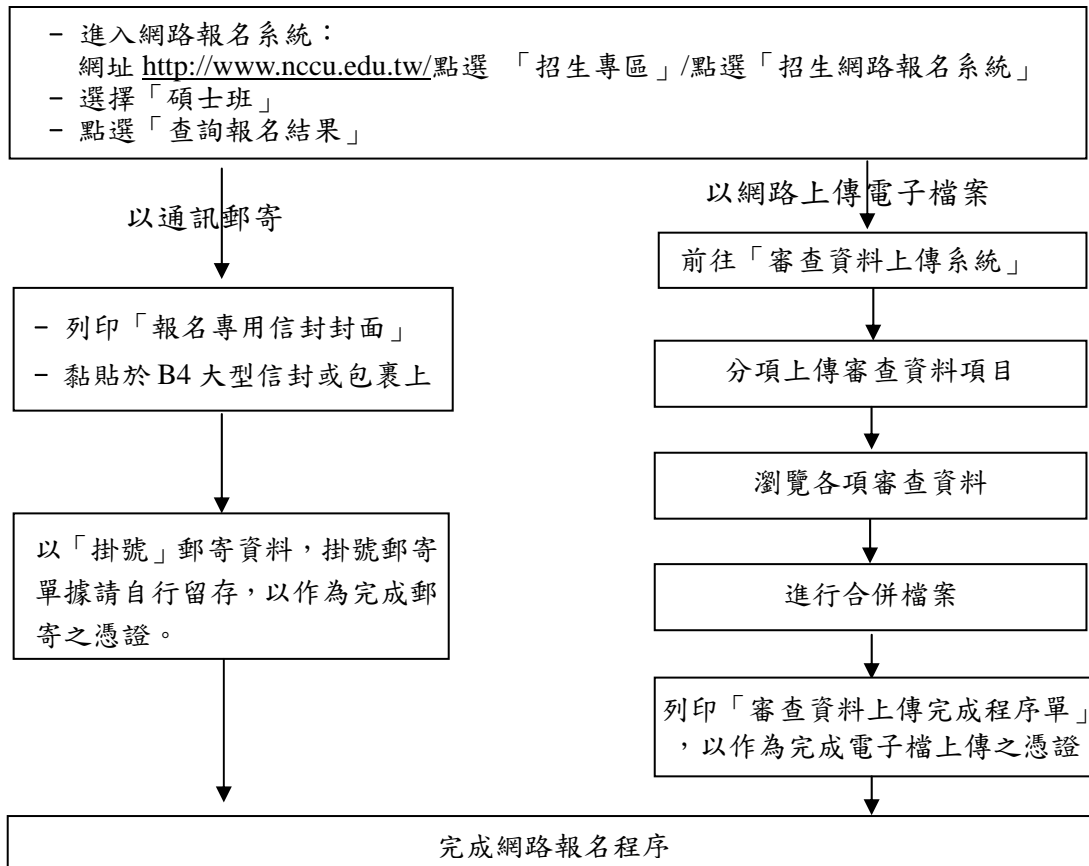 – 進入網路報名系統：
網址 http://www.nccu.edu.tw/點選 「招生專區」/點選「招生網路報名系統」
– 選擇「碩士班」
– 點選「查詢報名結果」
以通訊郵寄
– 列印「報名專用信封封面」
– 黏貼於 B4 大型信封或包裹上
以「掛號」郵寄資料，掛號郵寄
單據請自行留存，以作為完成郵
寄之憑證。
以網路上傳電子檔案
前往「審查資料上傳系統」
分項上傳審查資料項目
瀏覽各項審查資料
進行合併檔案
列印「審查資料上傳完成程序單」
，以作為完成電子檔上傳之憑證
完成網路報名程序